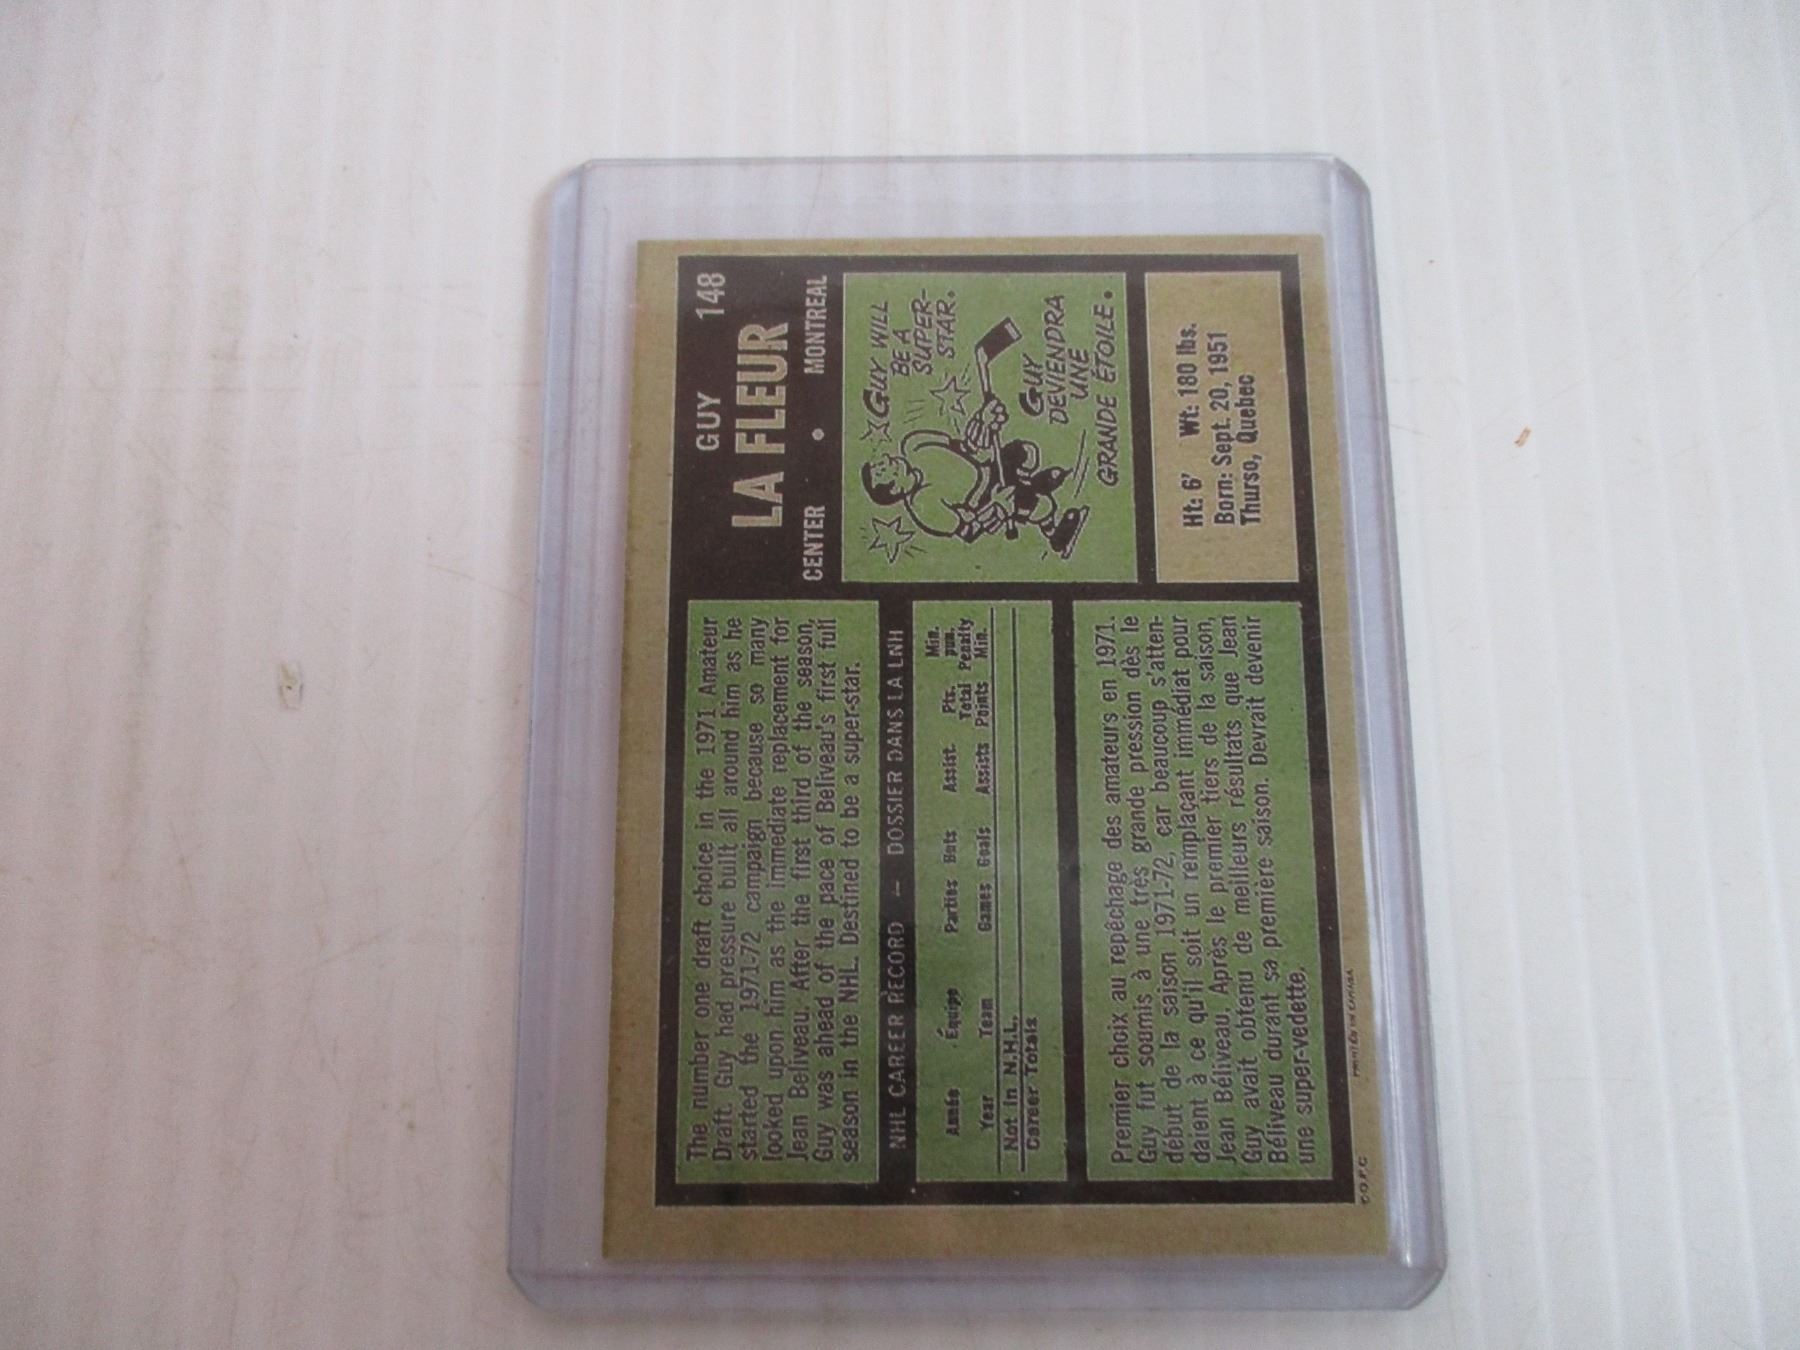 GUY 148
LA FLEUR
CENTER • MONTREAL
GUY WILL
BE A
SUPER-
STAR.
GUY
DEVIENDRA
UNE
GRANDE ÉTOILE.
Ht: 6' Wt: 180 lbs.
Born: Sept. 20, 1951
Thurso, Quebec
The number one draft choice in the 1971 Amateur
Draft. Guy had pressure built all around him as he
started the 1971-72 campaign because so many
looked upon him as the immediate replacement for
Jean Beliveau. After the first third of the season,
Guy was ahead of the pace of Beliveau's first full
season in the NHL. Destined to be a super-star.
NHL CAREER RECORD — DOSSIER DANS LA LNH
Min.
Pts. pun.
Année Équipe Parties Buts Assist Total Penalty
Year Team Games Goals Assists Points Min.
Not in N.H.L.
Career Totals
Premier choix au repêchage des amateurs en 1971.
Guy fut soumis à une très grande pression dès le
début de la saison 1971-72, car beaucoup s'atten-
daient à ce qu'il soit un remplaçant immédiat pour
Jean Béliveau. Après le premier tiers de la saison,
Guy avait obtenu de meilleurs résultats que Jean
Béliveau durant sa première saison. Devrait devenir
une super-vedette.
O.P.C. PRINTED IN CANADA